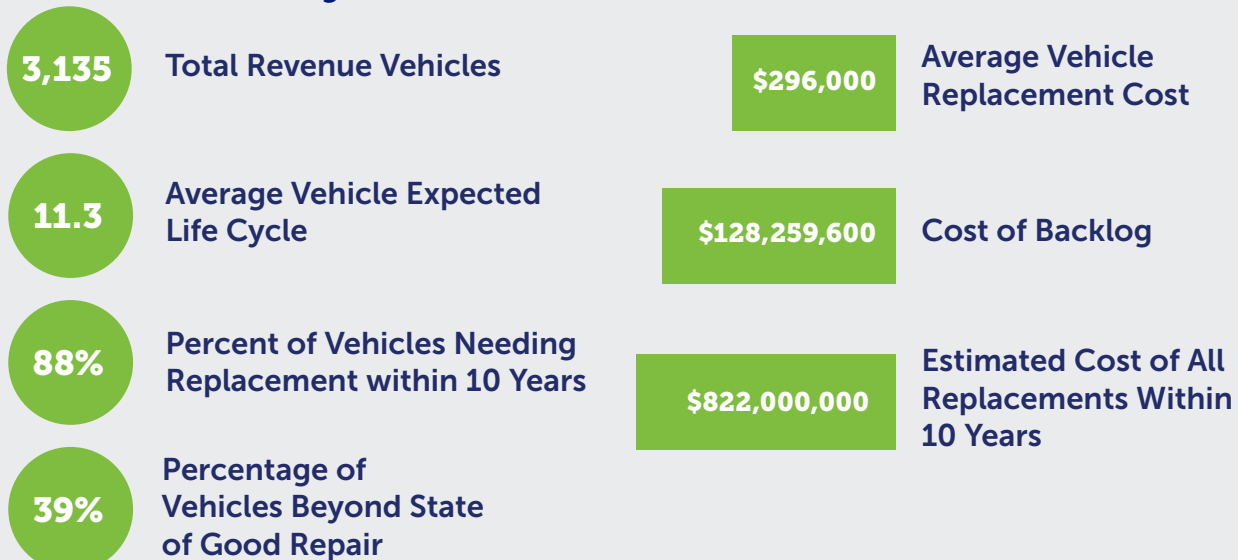 3,135
Total Revenue Vehicles
11.3
Average Vehicle Expected
Life Cycle
88%
Percent of Vehicles Needing
Replacement within 10 Years
39%
Percentage of
Vehicles Beyond State
of Good Repair
$296,000
Average Vehicle
Replacement Cost
$128,259,600
Cost of Backlog
$822,000,000
Estimated Cost of All
Replacements Within
10 Years